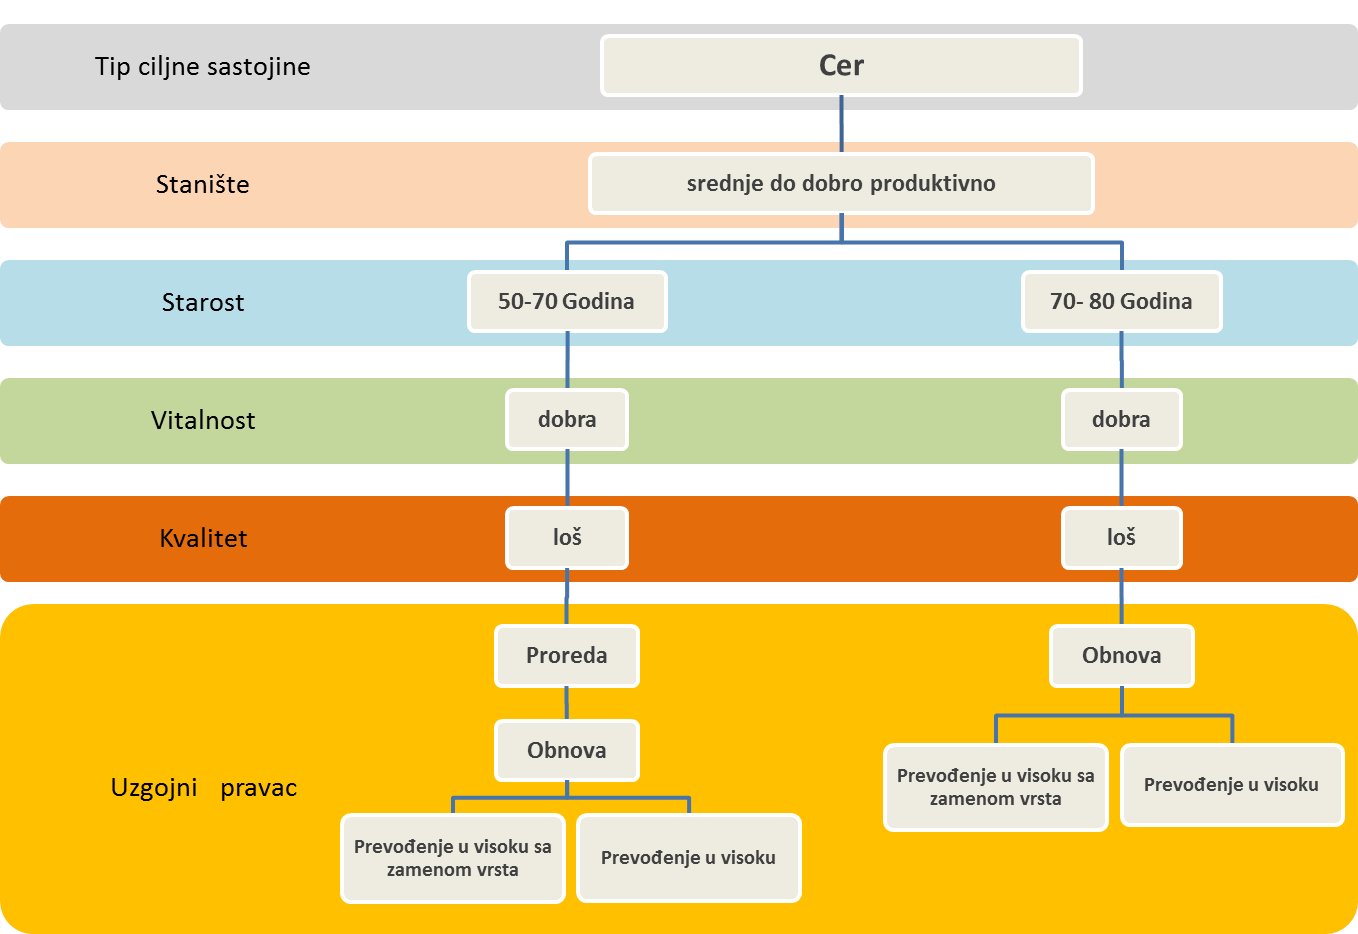 Tip ciljne sastojine
Cer
Stanište
srednje do dobro produktivno
Starost
50-70 Godina
70- 80 Godina
Vitalnost
dobra
dobra
Kvalitet
loš
loš
Uzgojni pravac
Proreda
Obnova
Obnova
Prevođenje u visoku sa
zamenom vrsta
Prevođenje u visoku
Prevođenje u visoku sa
zamenom vrsta
Prevođenje u visoku